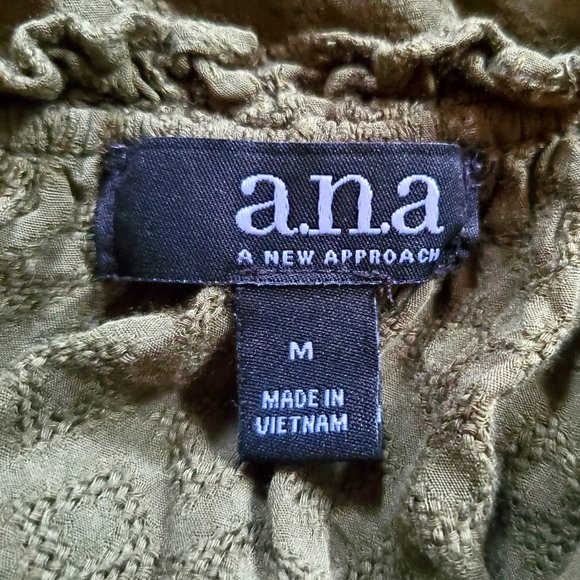 a.n.a
A NEW APPROACH
M
MADE IN
VIETNAM